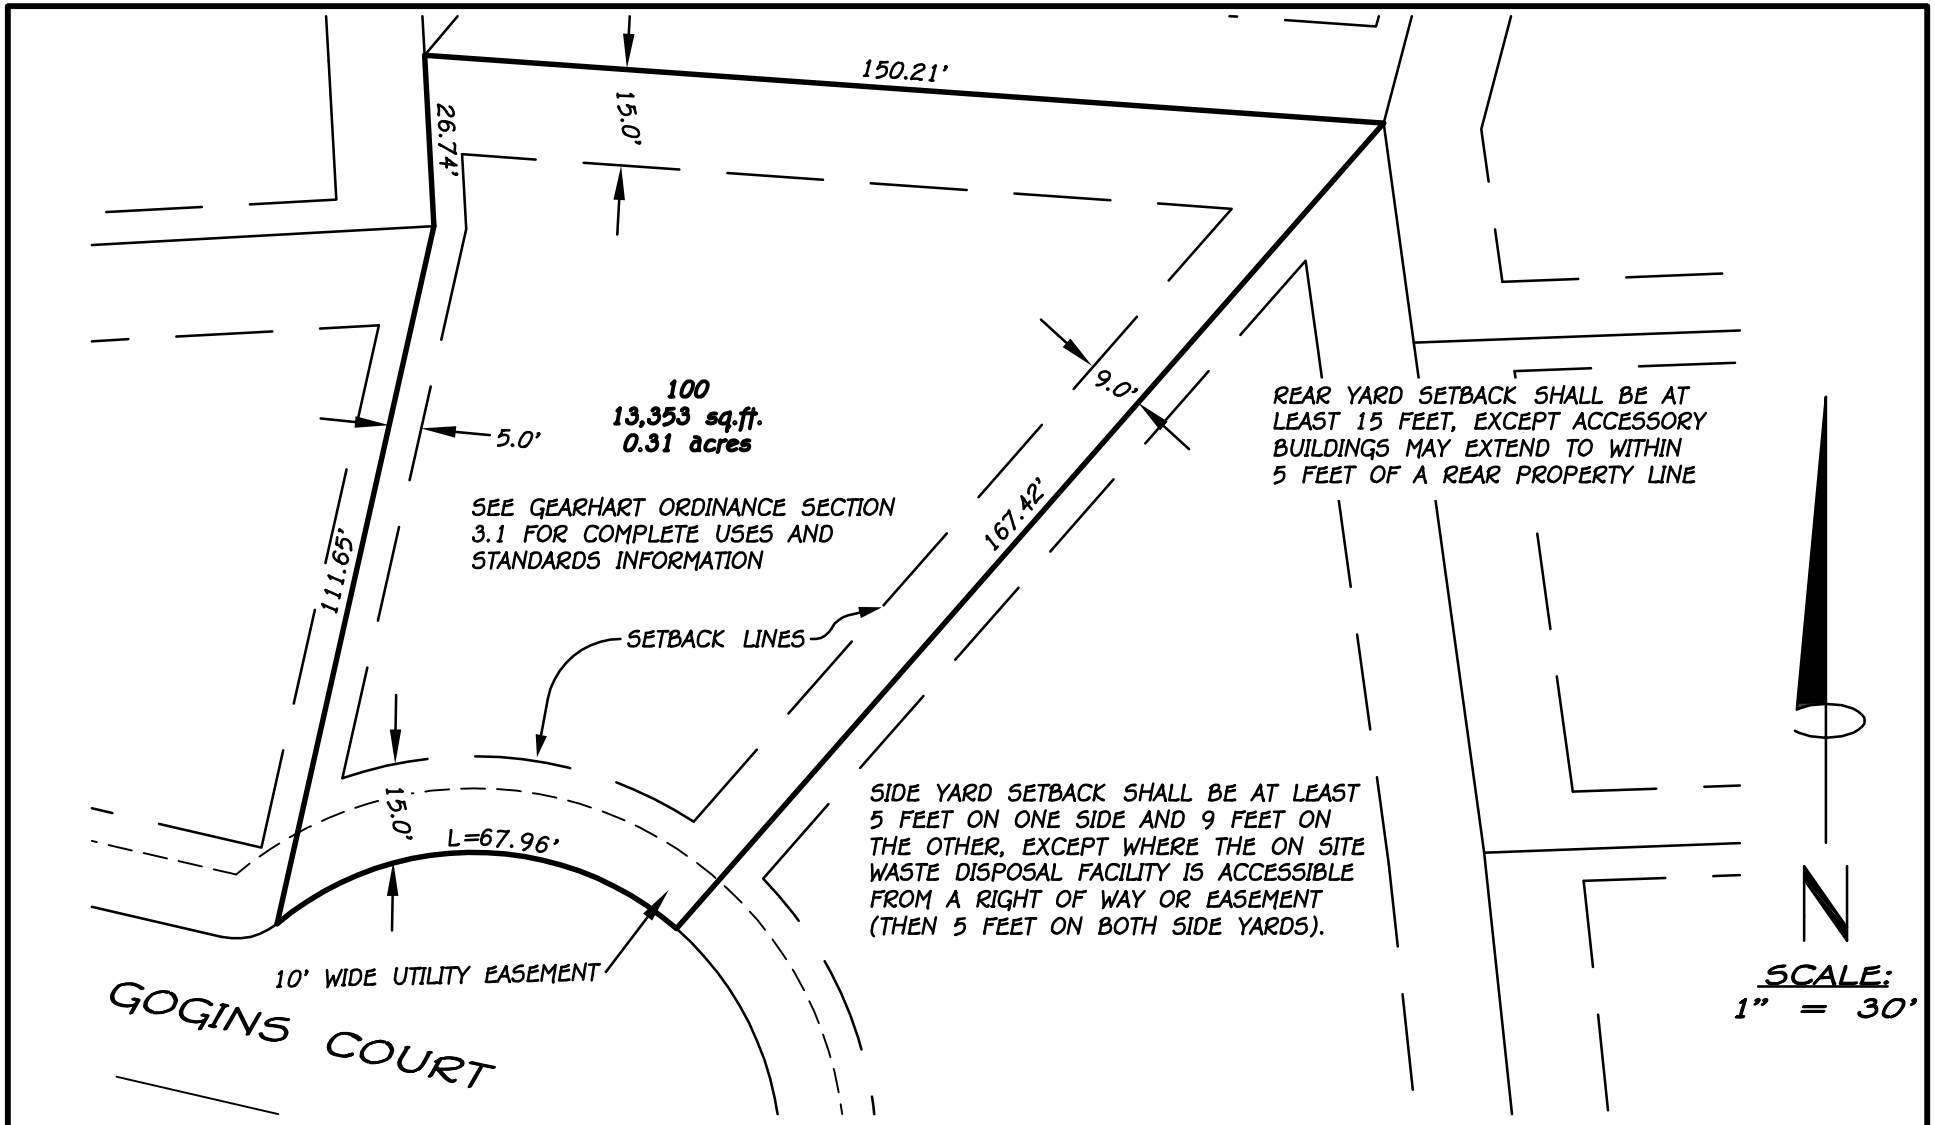 150.21'
26.74'
15.0'
9.0'
100
13,353 sq.ft.
0.31 acres
5.0'
REAR YARD SETBACK SHALL BE AT
LEAST 15 FEET, EXCEPT ACCESSORY
BUILDINGS MAY EXTEND TO WITHIN
5 FEET OF A REAR PROPERTY LINE
SEE GEARHART ORDINANCE SECTION
3.1 FOR COMPLETE USES AND
STANDARDS INFORMATION
167.42'
111.65'
SETBACK LINES
15.0'
L=67.96'
SIDE YARD SETBACK SHALL BE AT LEAST
5 FEET ON ONE SIDE AND 9 FEET ON
THE OTHER, EXCEPT WHERE THE ON SITE
WASTE DISPOSAL FACILITY IS ACCESSIBLE
FROM A RIGHT OF WAY OR EASEMENT
(THEN 5 FEET ON BOTH SIDE YARDS).
10' WIDE UTILITY EASEMENT
GOGINS COURT
N
SCALE:
1" = 30'